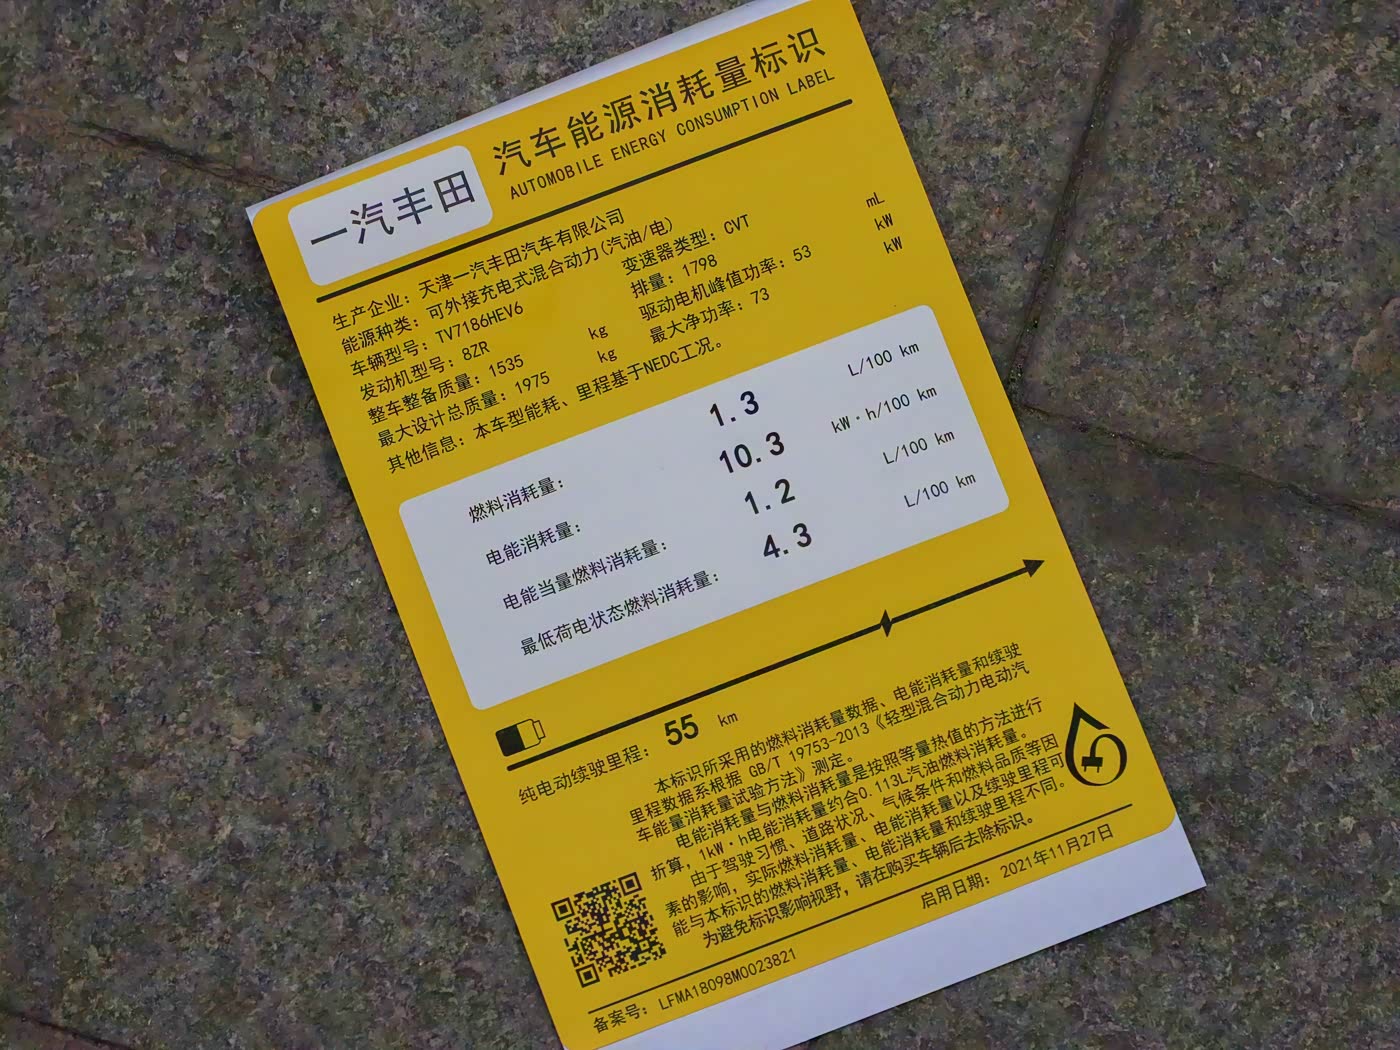 一汽丰田
汽车能源消耗量标识
AUTOMOBILE ENERGY CONSUMPTION LABEL
生产企业：天津一汽丰田汽车有限公司
能源种类：可外接充电式混合动力(汽油/电)
车辆型号：TV7186HEV6 变速器类型：CVT
发动机型号：8ZR 排量：1798 mL
整车整备质量：1535 kg 驱动电机峰值功率：53 kW
最大设计总质量：1975 kg 最大净功率：73 kW
其他信息：本车型能耗、里程基于NEDC工况。
燃料消耗量： 1.3 L/100 km
电能消耗量： 10.3 kW·h/100 km
电能当量燃料消耗量： 1.2 L/100 km
最低荷电状态燃料消耗量： 4.3 L/100 km
纯电动续驶里程： 55 km
本标识所采用的燃料消耗量数据、电能消耗量和续驶
里程数据系根据 GB/T 19753-2013《轻型混合动力电动汽
车能量消耗量试验方法》测定。
电能消耗量与燃料消耗量是按照等量热值的方法进行
折算，1kW·h电能消耗量约合0.113L汽油燃料消耗量。
由于驾驶习惯、道路状况、气候条件和燃料品质等因
素的影响，实际燃料消耗量、电能消耗量以及续驶里程可
能与本标识的燃料消耗量、电能消耗量和续驶里程不同。
为避免标识影响视野，请在购买车辆后去除标识。
备案号：LFMA18098M0023821 启用日期：2021年11月27日